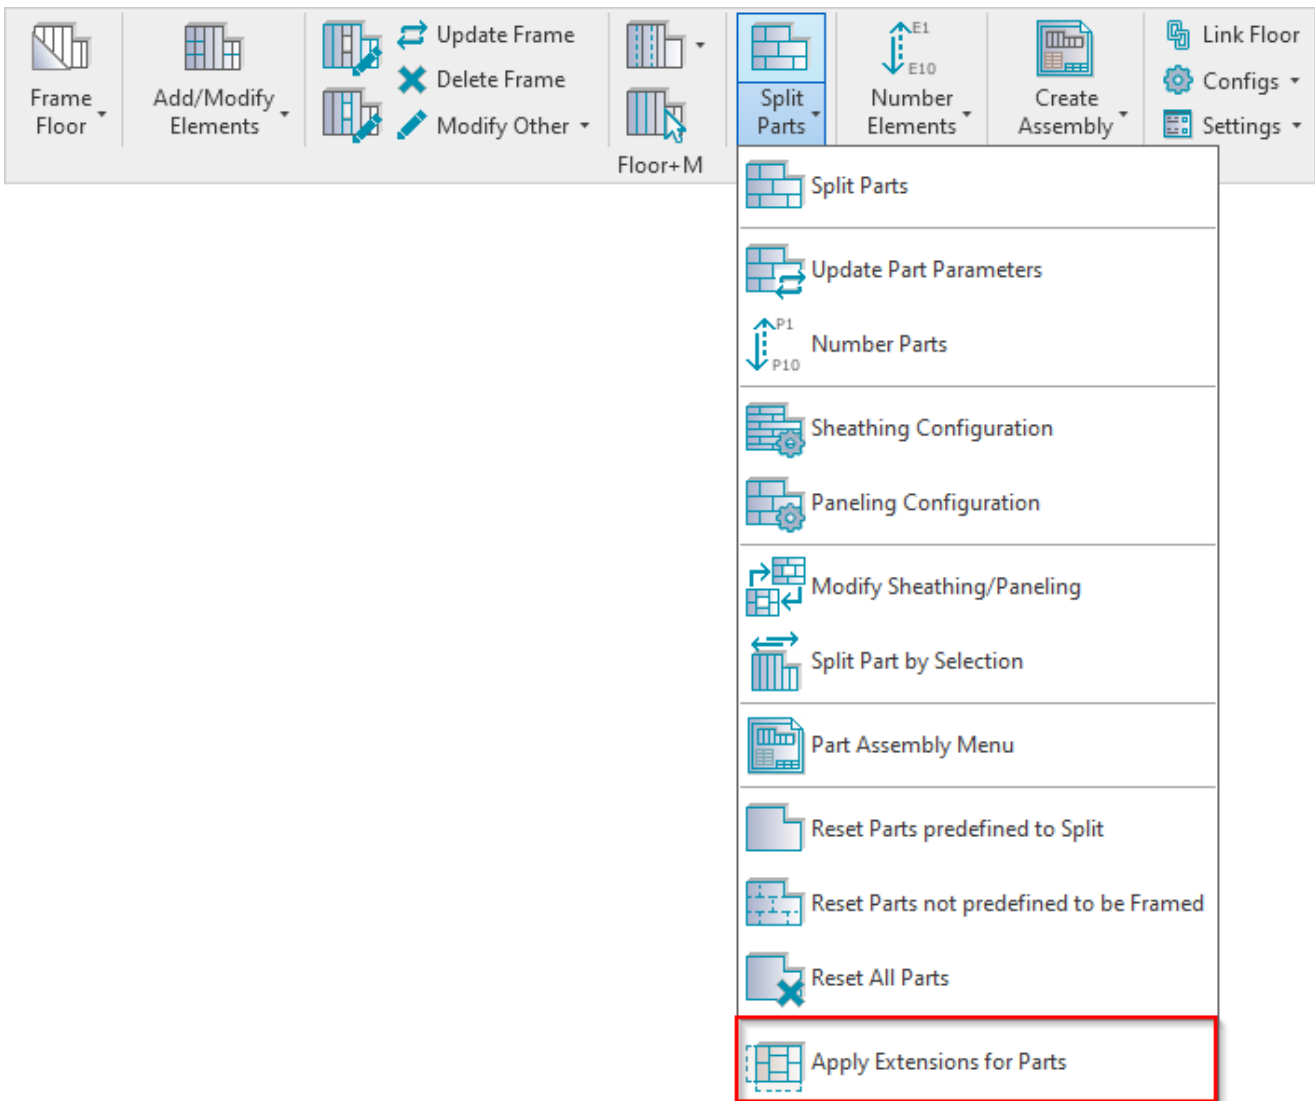 Frame
Floor
Add/Modify
Elements
Update Frame
Delete Frame
Modify Other
Floor+M
Split
Parts
E1
E10
Number
Elements
Create
Assembly
Link Floor
Configs
Settings
Split Parts
Update Part Parameters
P1
P10
Number Parts
Sheathing Configuration
Paneling Configuration
Modify Sheathing/Paneling
Split Part by Selection
Part Assembly Menu
Reset Parts predefined to Split
Reset Parts not predefined to be Framed
Reset All Parts
Apply Extensions for Parts